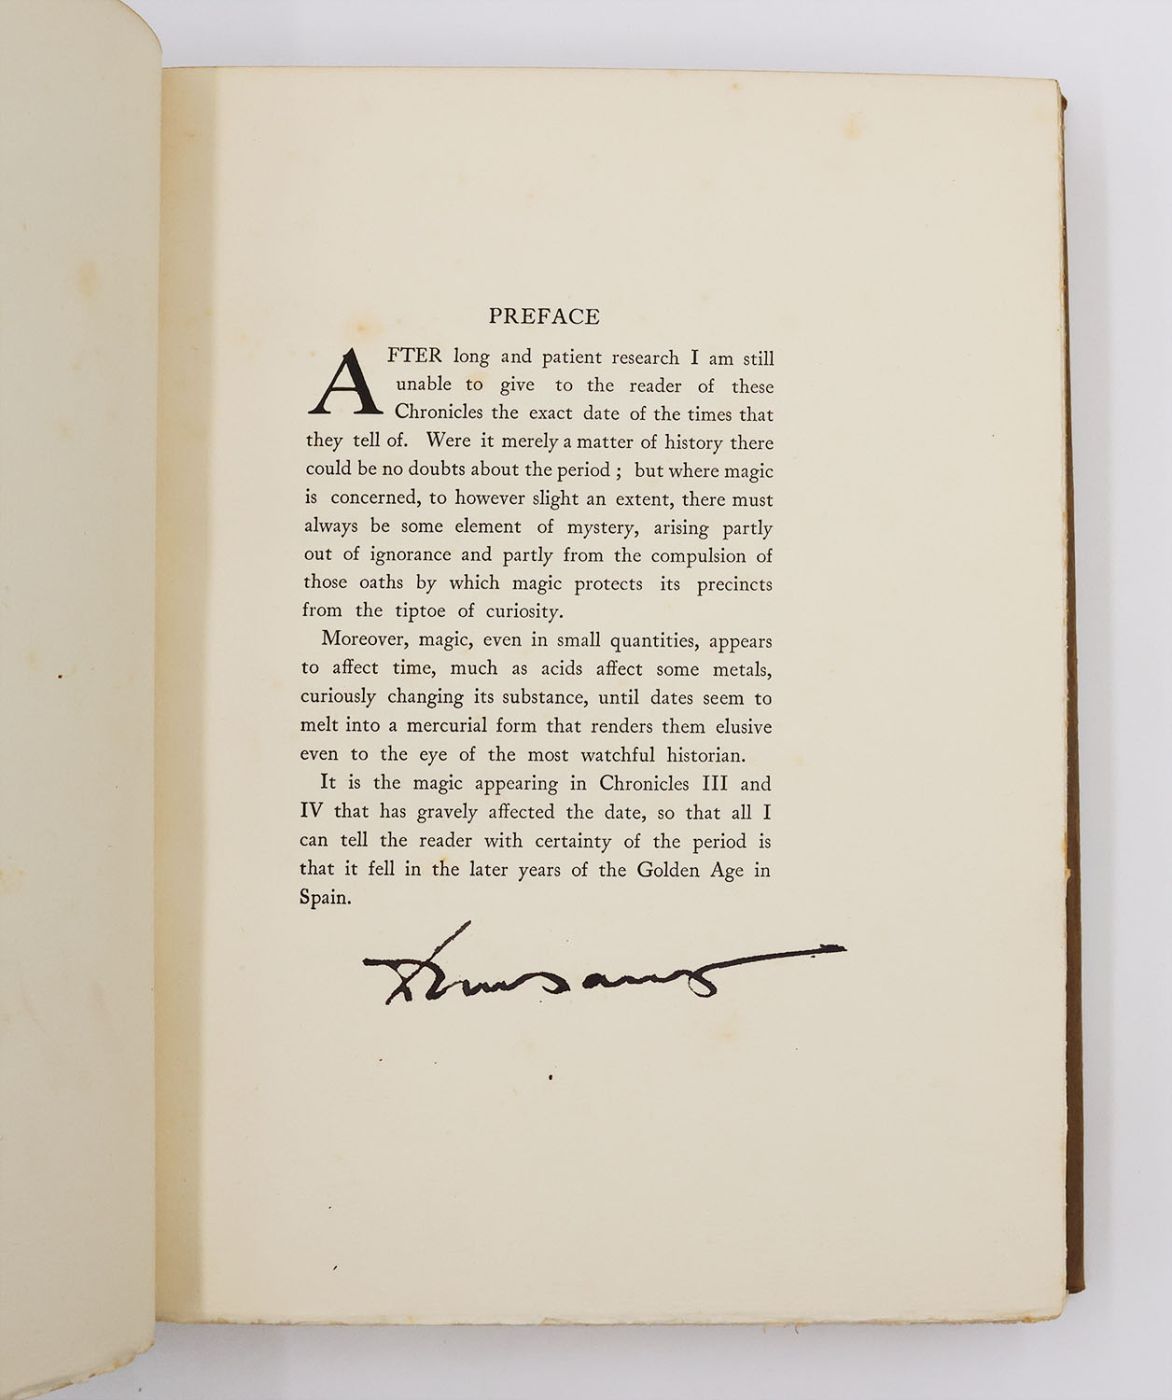 PREFACE
AFTER long and patient research I am still
unable to give to the reader of these
Chronicles the exact date of the times that
they tell of. Were it merely a matter of history there
could be no doubts about the period ; but where magic
is concerned, to however slight an extent, there must
always be some element of mystery, arising partly
out of ignorance and partly from the compulsion of
those oaths by which magic protects its precincts
from the tiptoe of curiosity.
Moreover, magic, even in small quantities, appears
to affect time, much as acids affect some metals,
curiously changing its substance, until dates seem to
melt into a mercurial form that renders them elusive
even to the eye of the most watchful historian.
It is the magic appearing in Chronicles III and
IV that has gravely affected the date, so that all I
can tell the reader with certainty of the period is
that it fell in the later years of the Golden Age in
Spain.
Dunsany